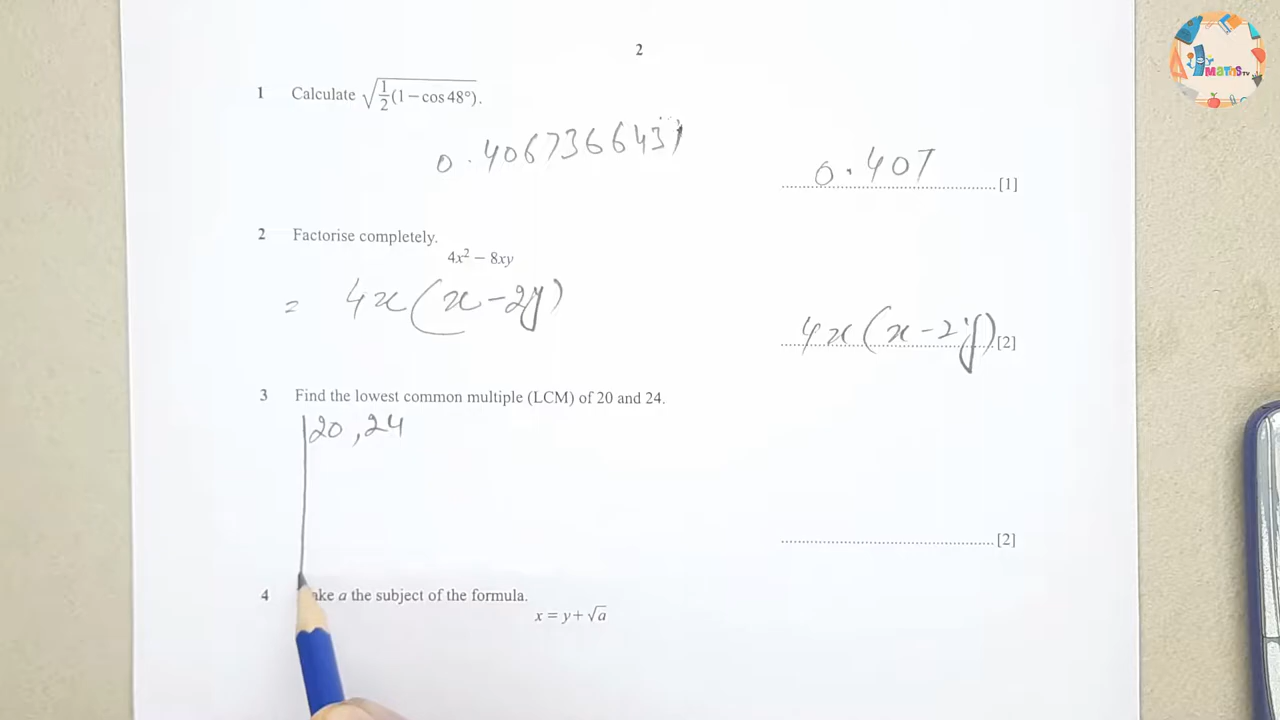 2
1 Calculate √(1/2(1 – cos 48°)).
0.4067366431
0.407
[1]
2 Factorise completely.
4x² – 8xy
= 4x(x – 2y)
4x(x – 2y) [2]
3 Find the lowest common multiple (LCM) of 20 and 24.
20, 24
[2]
4 ake a the subject of the formula.
x = y + √a
MATHS TV